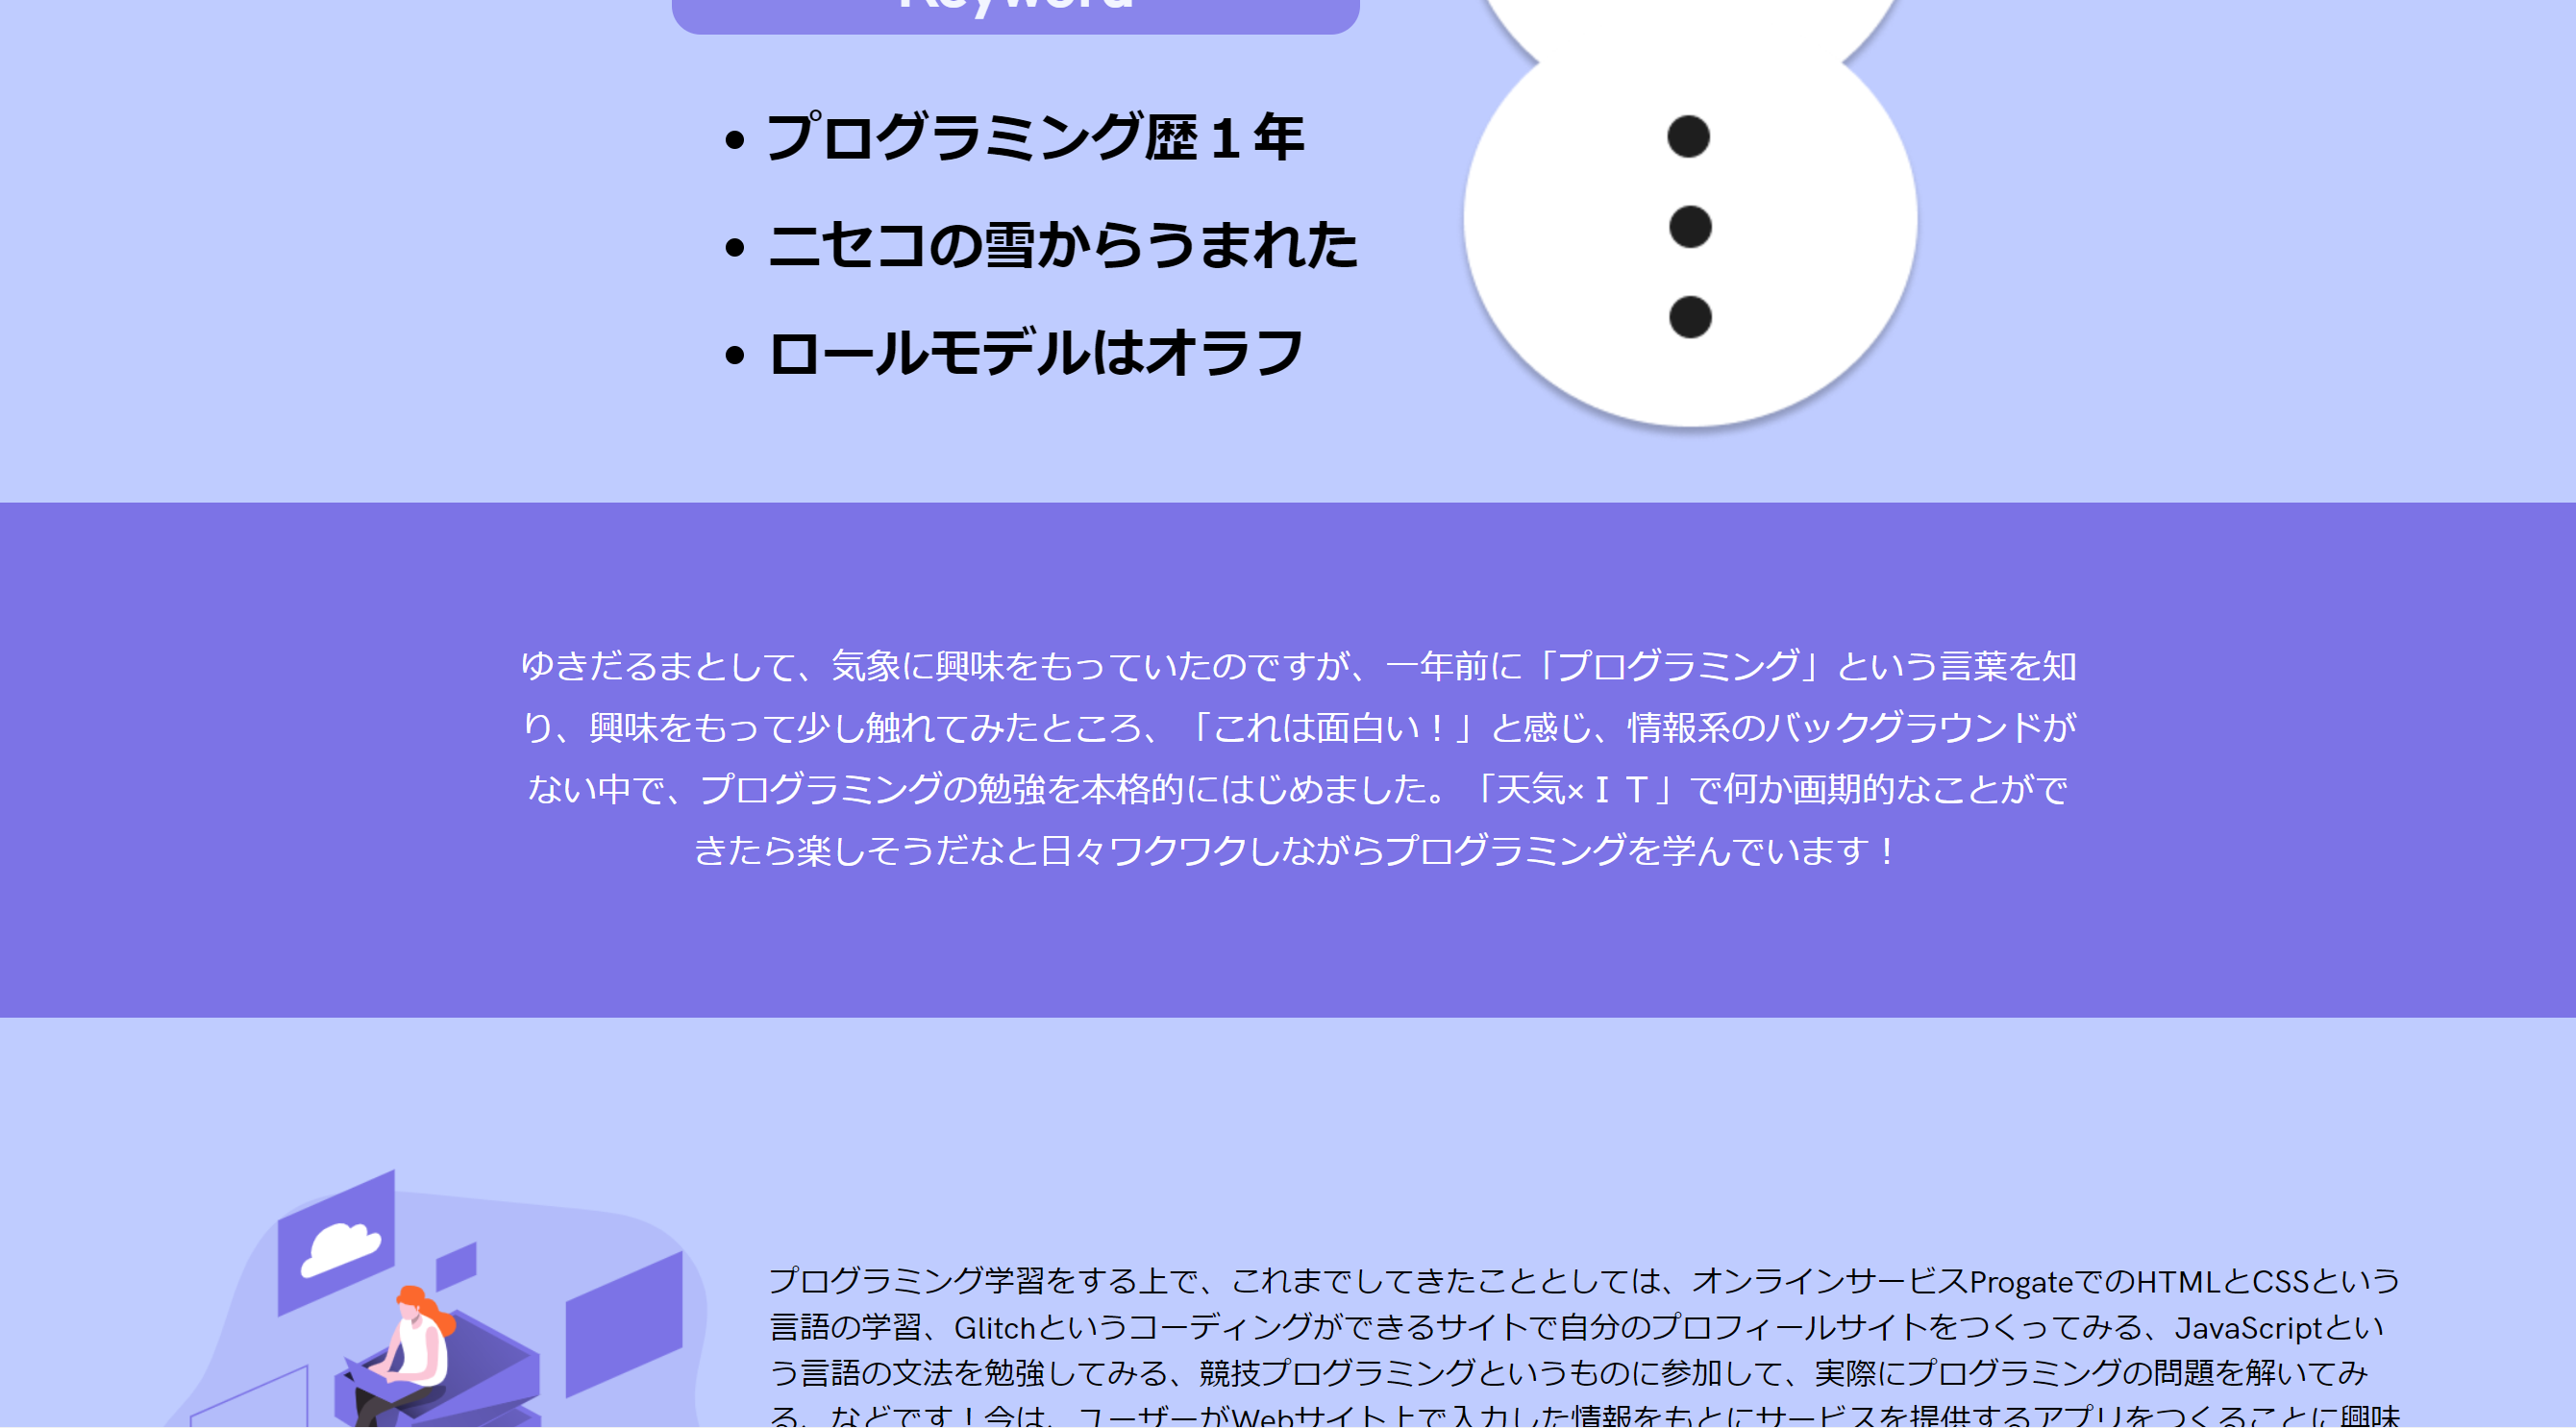 Keyword
• プログラミング歴１年
• ニセコの雪からうまれた
• ロールモデルはオラフ
ゆきだるまとして、気象に興味をもっていたのですが、一年前に「プログラミング」という言葉を知
り、興味をもって少し触れてみたところ、「これは面白い！」と感じ、情報系のバックグラウンドが
ない中で、プログラミングの勉強を本格的にはじめました。「天気×ＩＴ」で何か画期的なことがで
きたら楽しそうだなと日々ワクワクしながらプログラミングを学んでいます！
プログラミング学習をする上で、これまでしてきたこととしては、オンラインサービスProgateでのHTMLとCSSという
言語の学習、Glitchというコーディングができるサイトで自分のプロフィールサイトをつくってみる、JavaScriptとい
う言語の文法を勉強してみる、競技プログラミングというものに参加して、実際にプログラミングの問題を解いてみ
る、などです！今は、ユーザーがWebサイト上で入力した情報をもとにサービスを提供するアプリをつくることに興味